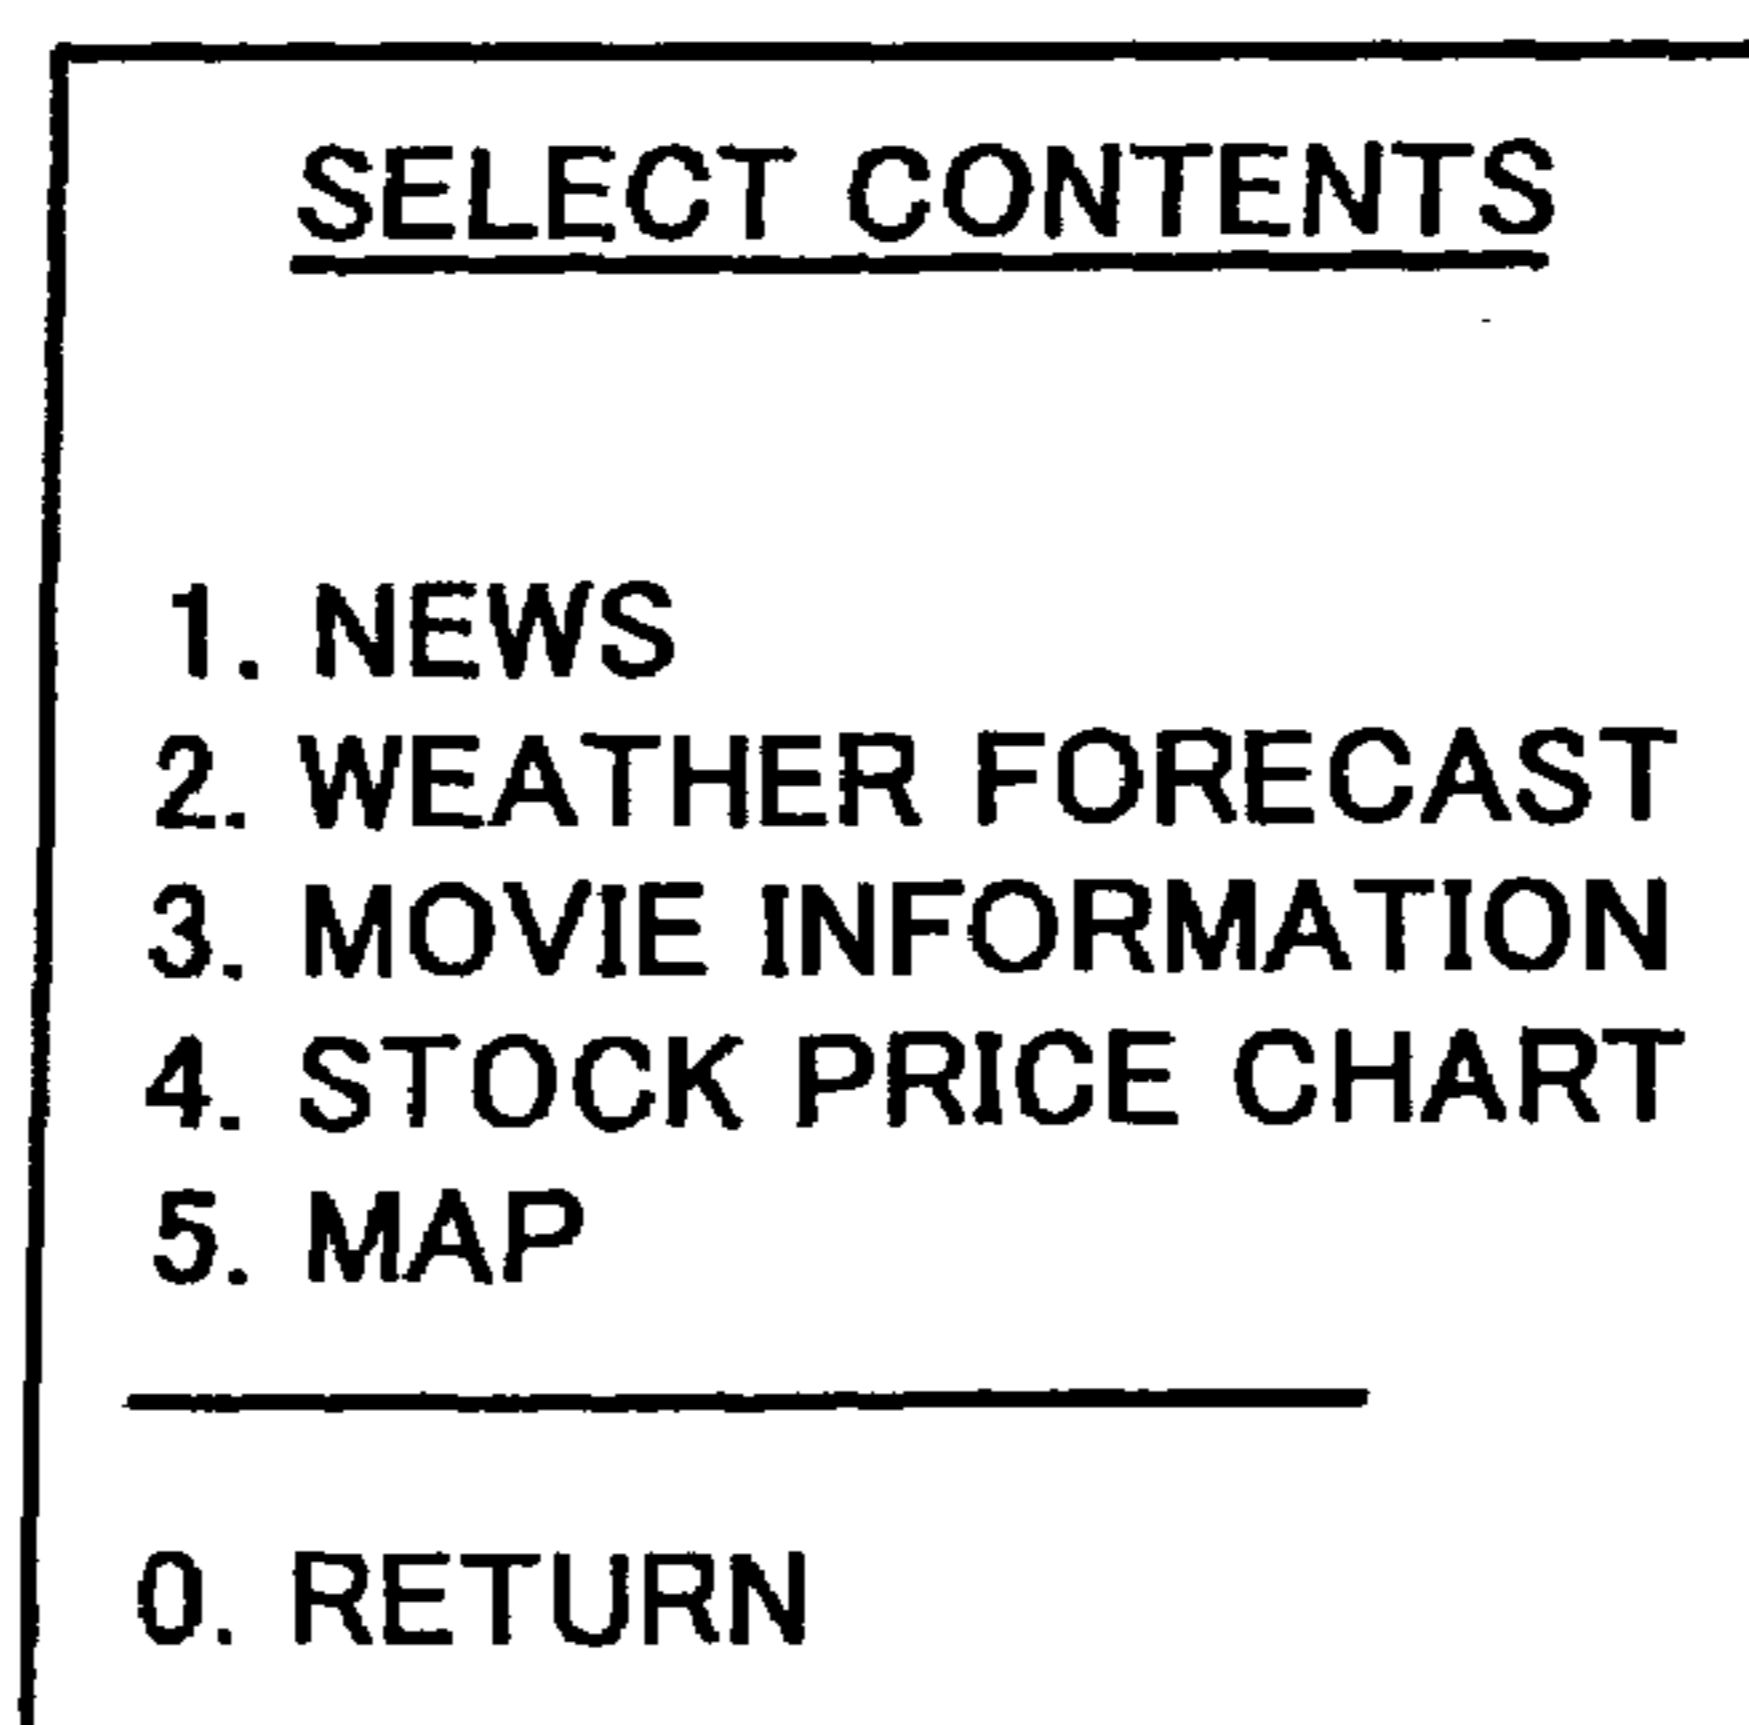 SELECT CONTENTS
1. NEWS
2. WEATHER FORECAST
3. MOVIE INFORMATION
4. STOCK PRICE CHART
5. MAP
0. RETURN